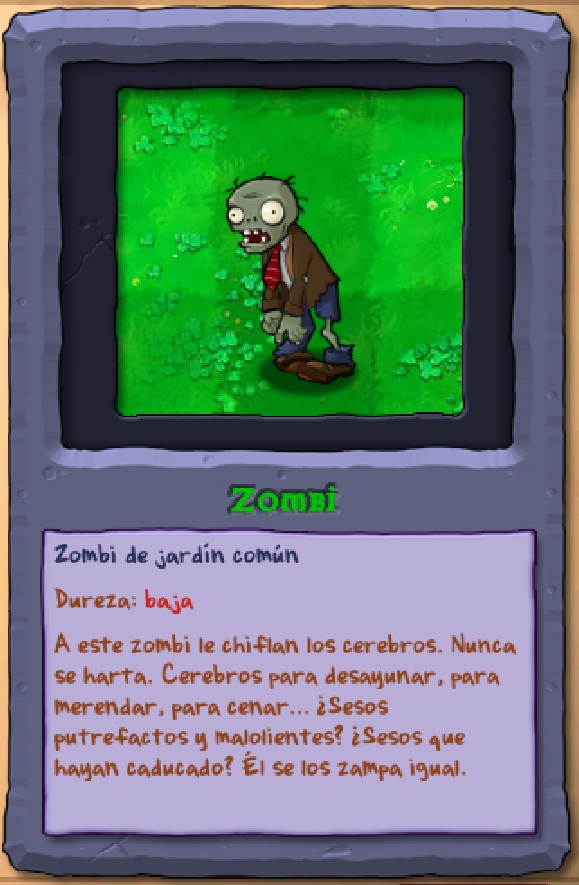 Zombi
Zombi de jardín común
Dureza: baja
A este zombi le chiflan los cerebros. Nunca
se harta. Cerebros para desayunar, para
merendar, para cenar... ¿Sesos
putrefactos y malolientes? ¿Sesos que
hayan caducado? Él se los zampa igual.